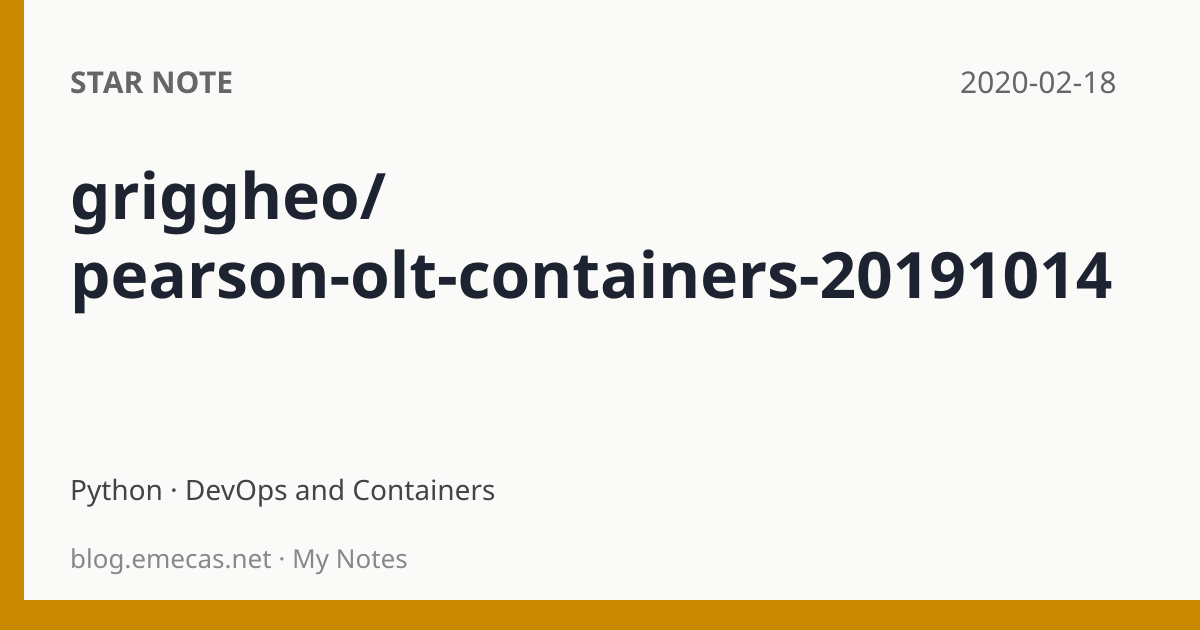 STAR NOTE
2020-02-18
griggheo/
pearson-olt-containers-20191014
Python · DevOps and Containers
blog.emecas.net · My Notes